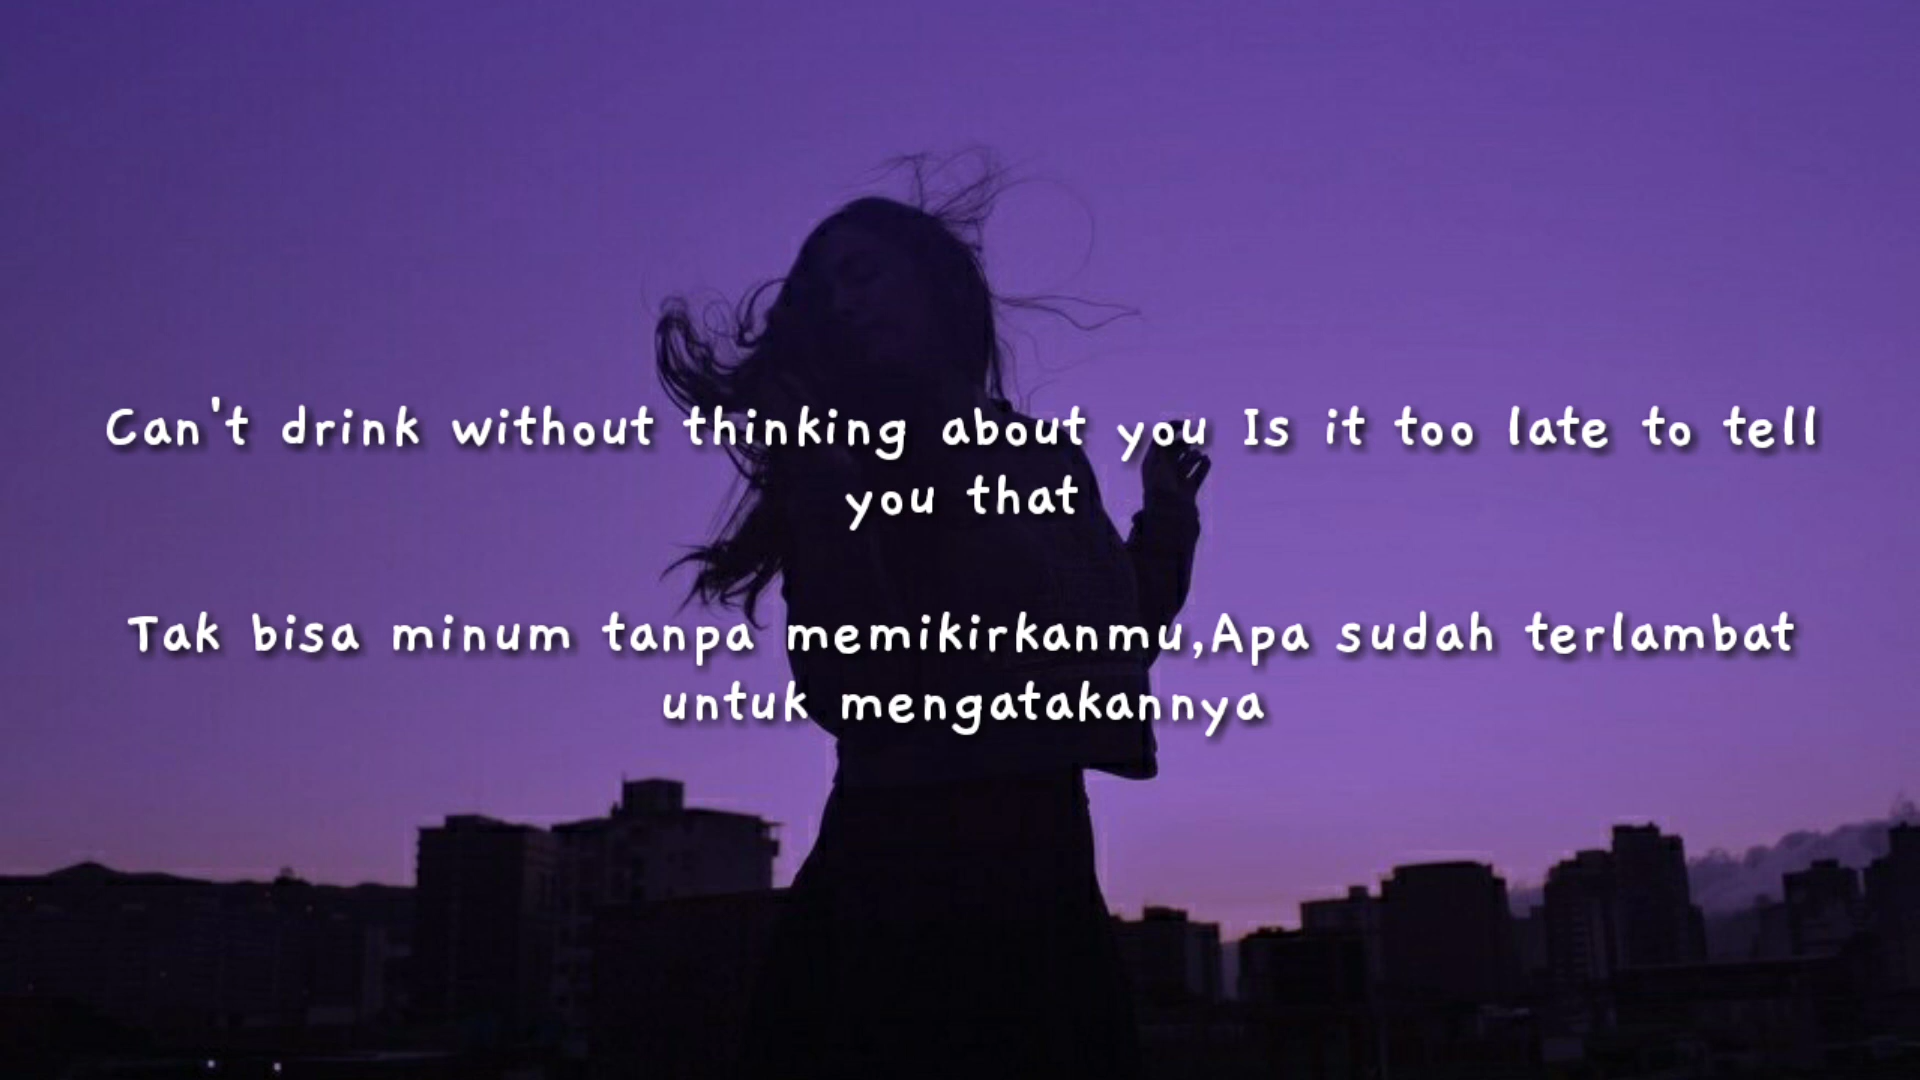 Can't drink without thinking about you Is it too late to tell
you that
Tak bisa minum tanpa memikirkanmu,Apa sudah terlambat
untuk mengatakannya